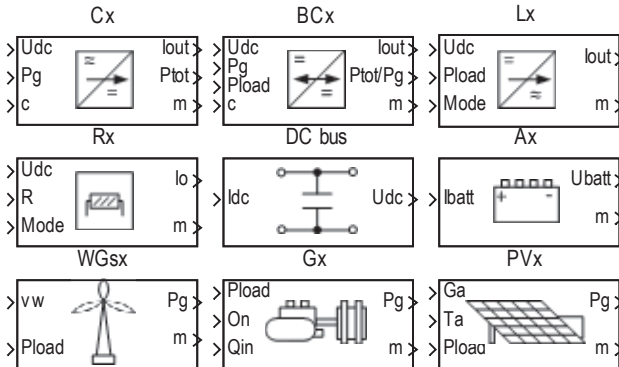 Cx
Udc
Pg
c
Iout
Ptot
m
BCx
Udc
Pg
Pload
c
Iout
Ptot/Pg
m
Lx
Udc
Pload
Mode
Iout
m
Rx
Udc
R
Mode
Io
m
DC bus
Idc
Udc
Ax
Ibatt
Ubatt
m
WGsx
vw
Pload
Pg
m
Gx
Pload
On
Qin
Pg
m
PVx
Ga
Ta
Pload
Pg
m